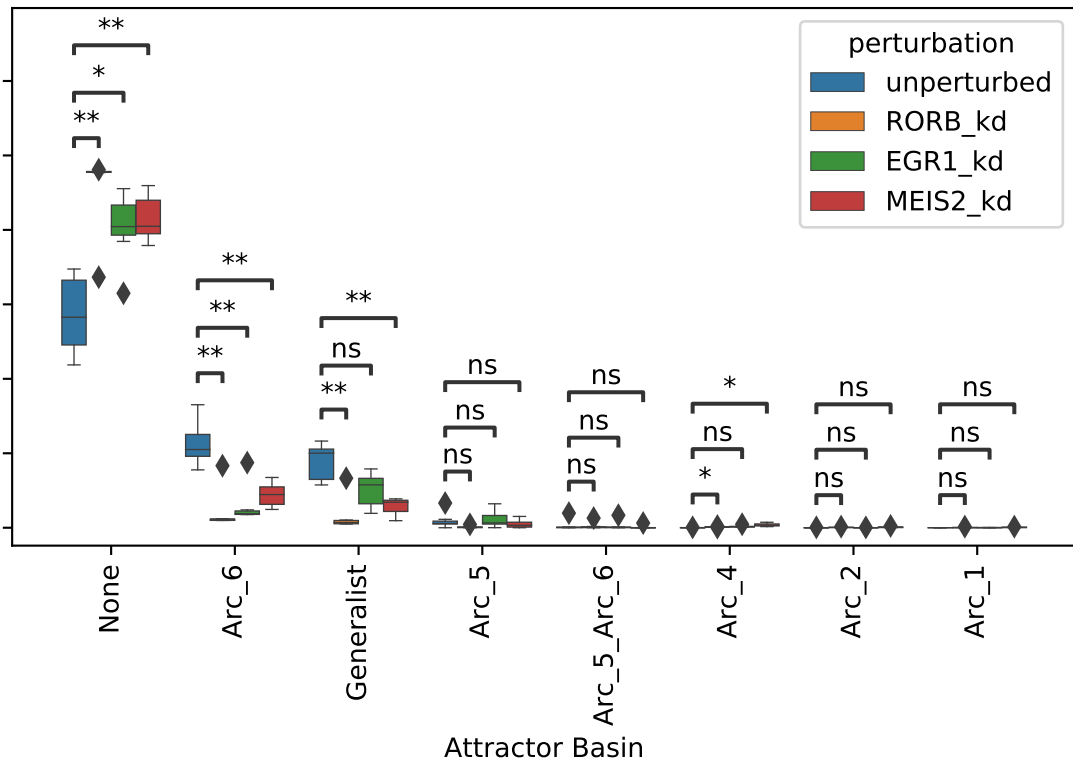 **
*
**
perturbation
unperturbed
RORB_kd
EGR1_kd
MEIS2_kd
**
**
**
**
ns
**
ns
ns
ns
ns
ns
ns
*
ns
*
ns
ns
ns
ns
ns
ns
None
Arc_6
Generalist
Arc_5
Arc_5_Arc_6
Arc_4
Arc_2
Arc_1
Attractor Basin